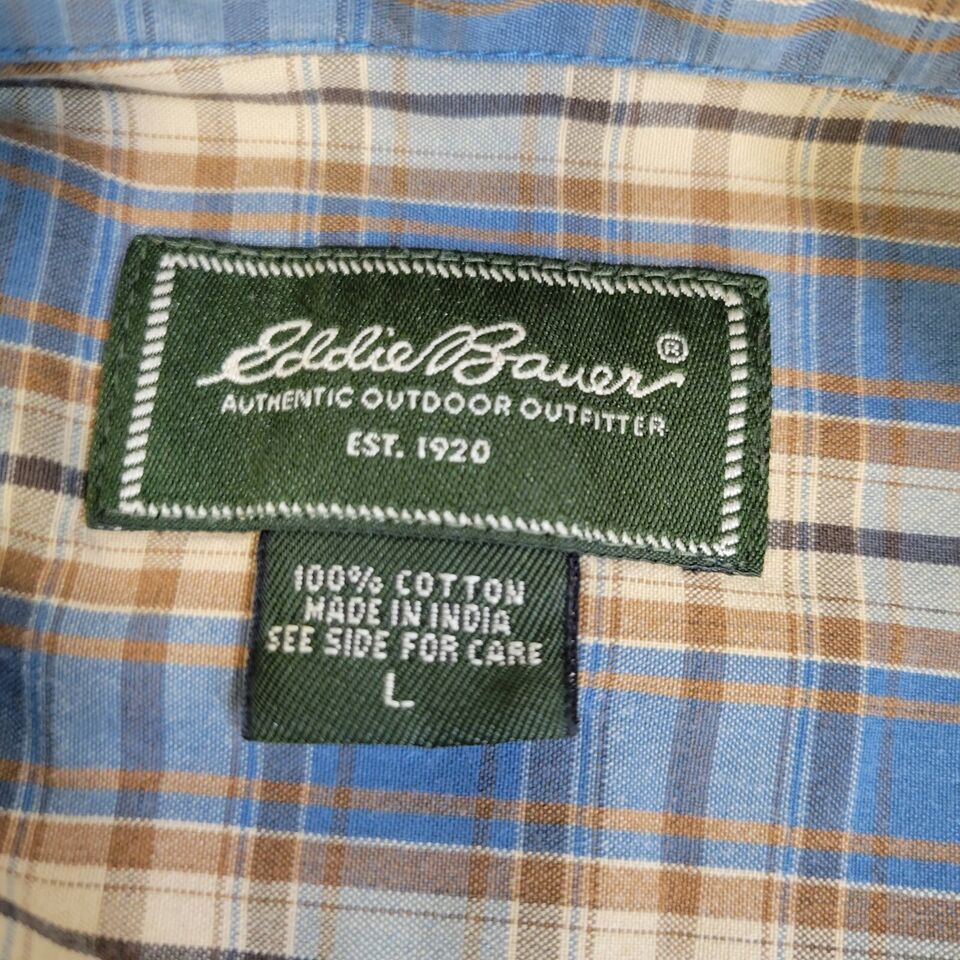 Eddie Bauer®
AUTHENTIC OUTDOOR OUTFITTER
EST. 1920
100% COTTON
MADE IN INDIA
SEE SIDE FOR CARE
L